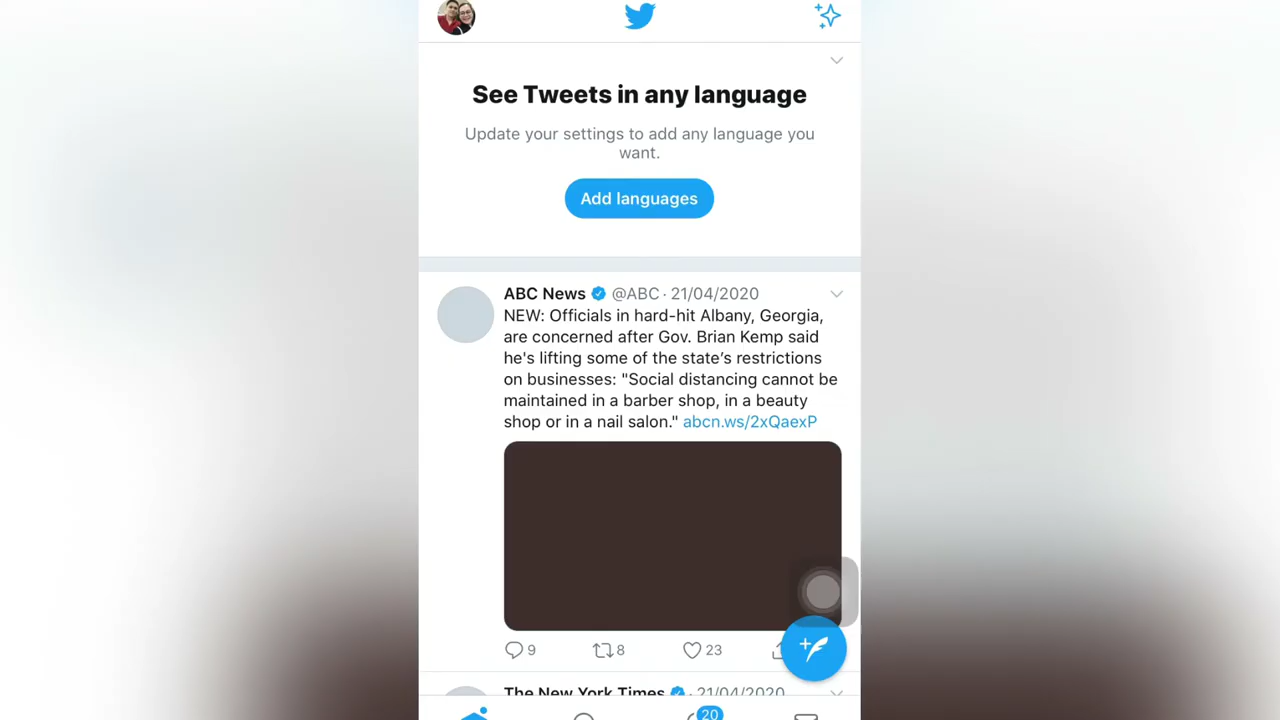 See Tweets in any language
Update your settings to add any language you
want.
Add languages
ABC News @ABC · 21/04/2020
NEW: Officials in hard-hit Albany, Georgia,
are concerned after Gov. Brian Kemp said
he's lifting some of the state’s restrictions
on businesses: "Social distancing cannot be
maintained in a barber shop, in a beauty
shop or in a nail salon." abcn.ws/2xQaexP
9 8 23
The New York Times · 21/04/2020
20